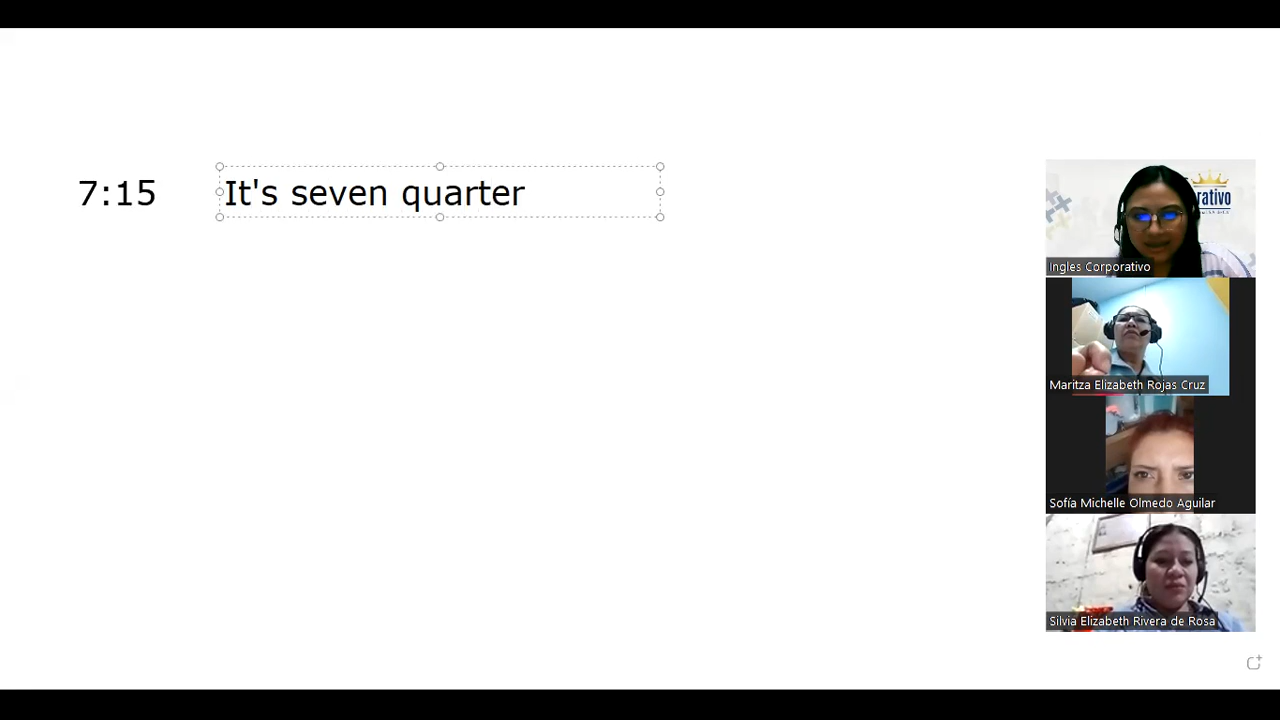 7:15 It's seven quarter
rativo
Ingles Corporativo
Maritza Elizabeth Rojas Cruz
Sofía Michelle Olmedo Aguilar
Silvia Elizabeth Rivera de Rosa